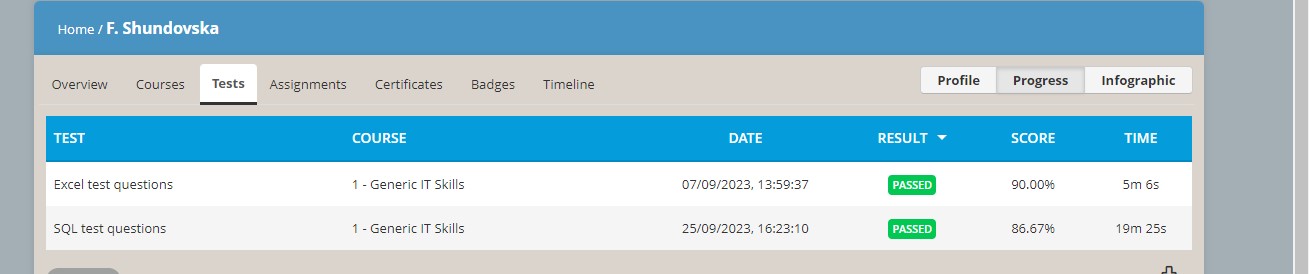 Home / F. Shundovska
Overview Courses Tests Assignments Certificates Badges Timeline Profile Progress Infographic
TEST COURSE DATE RESULT SCORE TIME
Excel test questions 1 - Generic IT Skills 07/09/2023, 13:59:37 PASSED 90.00% 5m 6s
SQL test questions 1 - Generic IT Skills 25/09/2023, 16:23:10 PASSED 86.67% 19m 25s